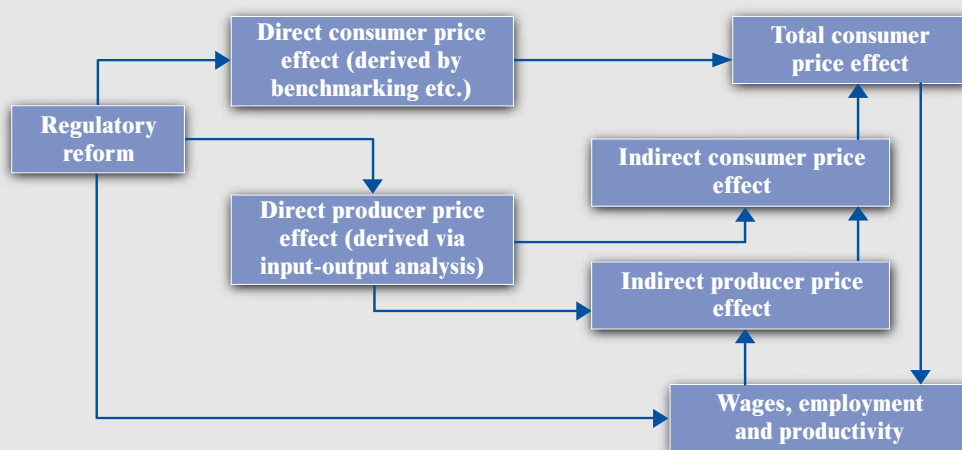 Direct consumer price
effect (derived by
benchmarking etc.)
Total consumer
price effect
Regulatory
reform
Indirect consumer price
effect
Direct producer price
effect (derived via
input-output analysis)
Indirect producer price
effect
Wages, employment
and productivity